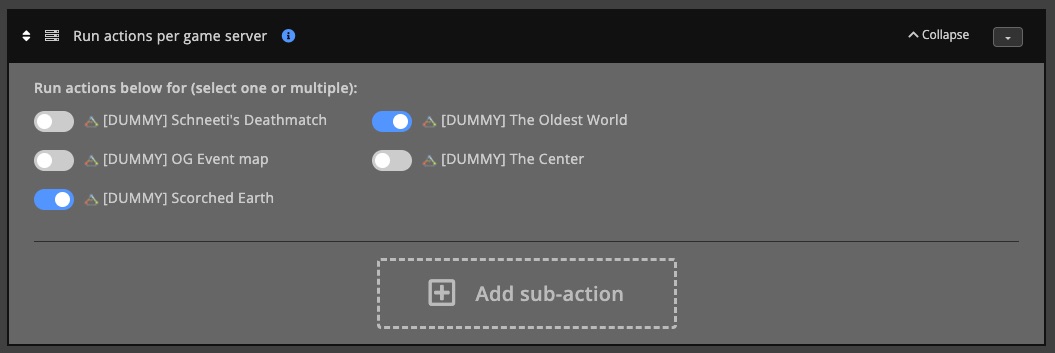 Run actions per game server
Collapse
Run actions below for (select one or multiple):
[DUMMY] Schneeti's Deathmatch
[DUMMY] The Oldest World
[DUMMY] OG Event map
[DUMMY] The Center
[DUMMY] Scorched Earth
Add sub-action